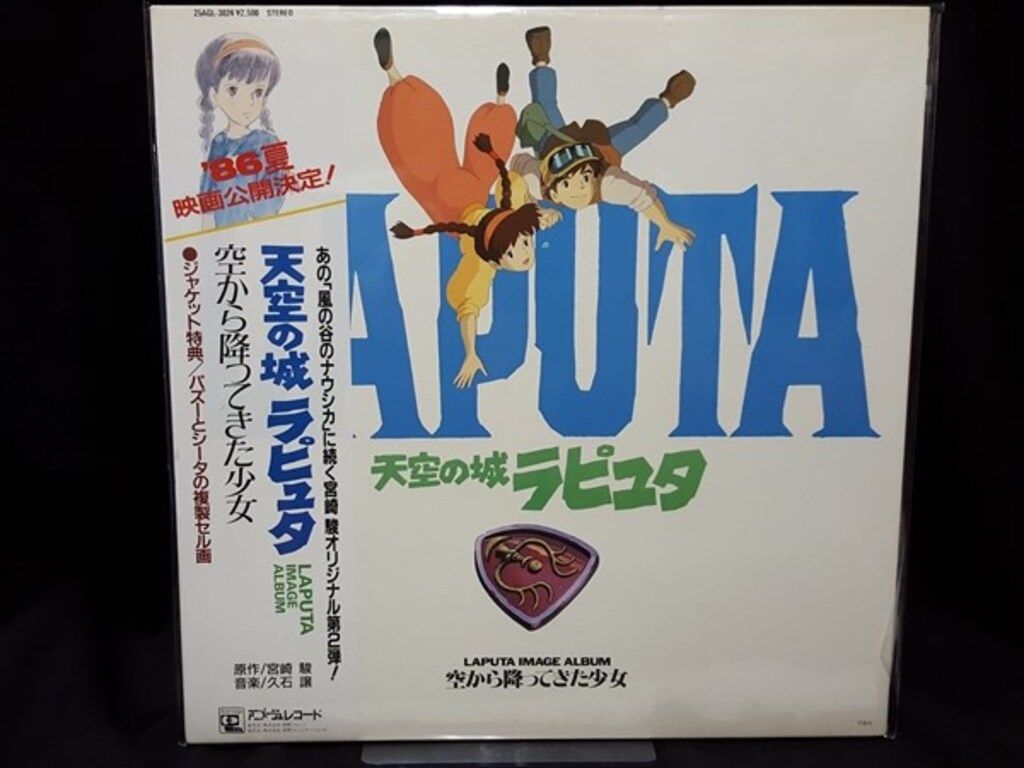 25AGL-3024 ¥2,500 STEREO
'86夏
映画公開決定!
あの「風の谷のナウシカ」に続く宮崎 駿オリジナル第2弾!
天空の城 ラピュタ
LAPUTA
IMAGE
ALBUM
空から降ってきた少女
●ジャケット特典/パズーとシータの複製セル画
原作/宮崎 駿
音楽/久石 譲
アニメージュレコード
APUTA
天空の城 ラピュタ
LAPUTA IMAGE ALBUM
空から降ってきた少女